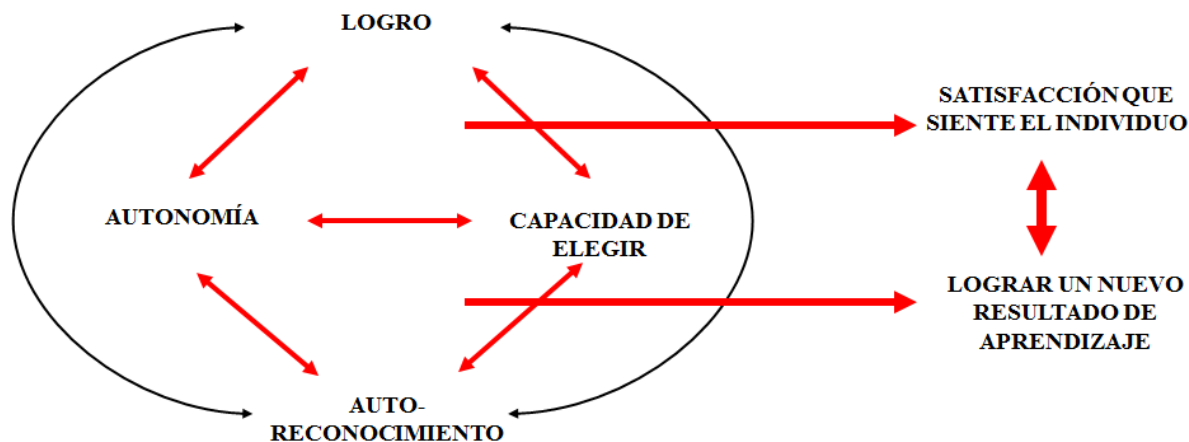 LOGRO
SATISFACCIÓN QUE
SIENTE EL INDIVIDUO
AUTONOMÍA
CAPACIDAD DE
ELEGIR
LOGRAR UN NUEVO
RESULTADO DE
APRENDIZAJE
AUTO-
RECONOCIMIENTO